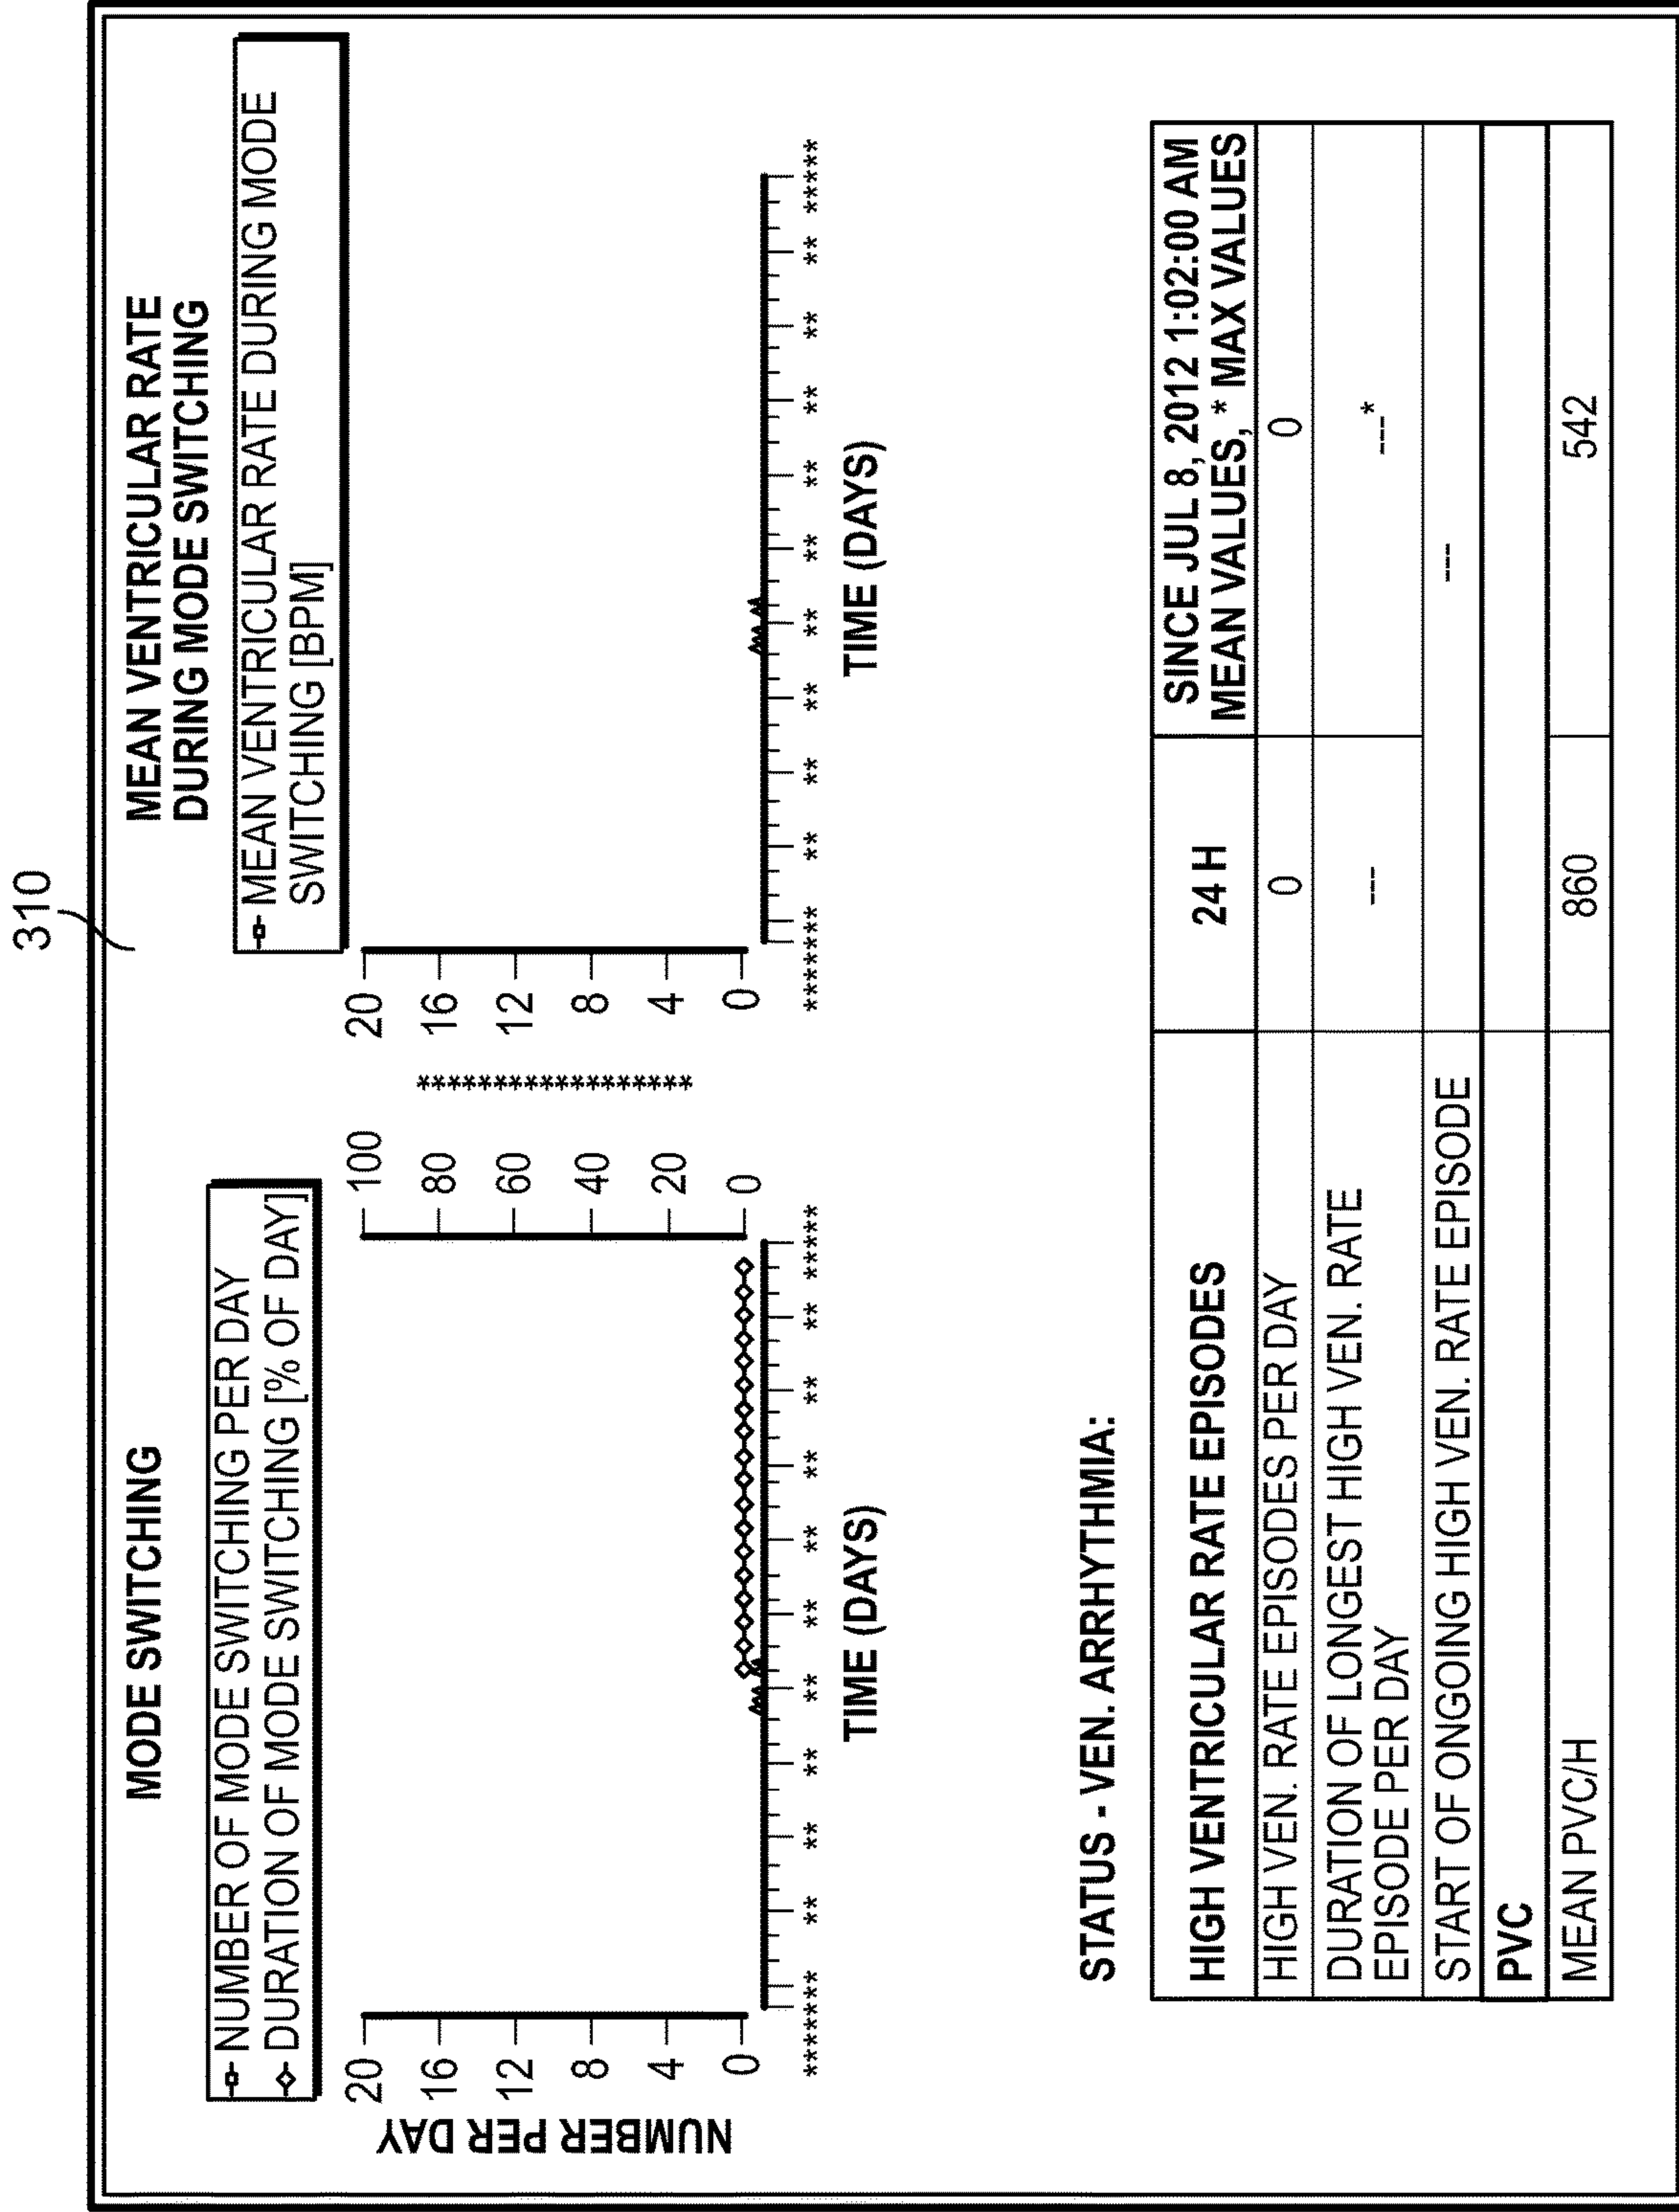 310
MODE SWITCHING
NUMBER OF MODE SWITCHING PER DAY
DURATION OF MODE SWITCHING [% OF DAY]
NUMBER PER DAY
20
16
12
8
4
0
100
80
60
40
20
0
******* ** ** ** ** ** ** ** ** ** *****
TIME (DAYS)
******************
MEAN VENTRICULAR RATE
DURING MODE SWITCHING
MEAN VENTRICULAR RATE DURING MODE
SWITCHING [BPM]
20
16
12
8
4
0
******* ** ** ** ** ** ** ** ** ** *****
TIME (DAYS)
STATUS - VEN. ARRHYTHMIA:
HIGH VENTRICULAR RATE EPISODES
24 H
SINCE JUL 8, 2012 1:02:00 AM
MEAN VALUES, * MAX VALUES
HIGH VEN. RATE EPISODES PER DAY
0
0
DURATION OF LONGEST HIGH VEN. RATE
EPISODE PER DAY
---
---*
START OF ONGOING HIGH VEN. RATE EPISODE
---
PVC
MEAN PVC/H
860
542